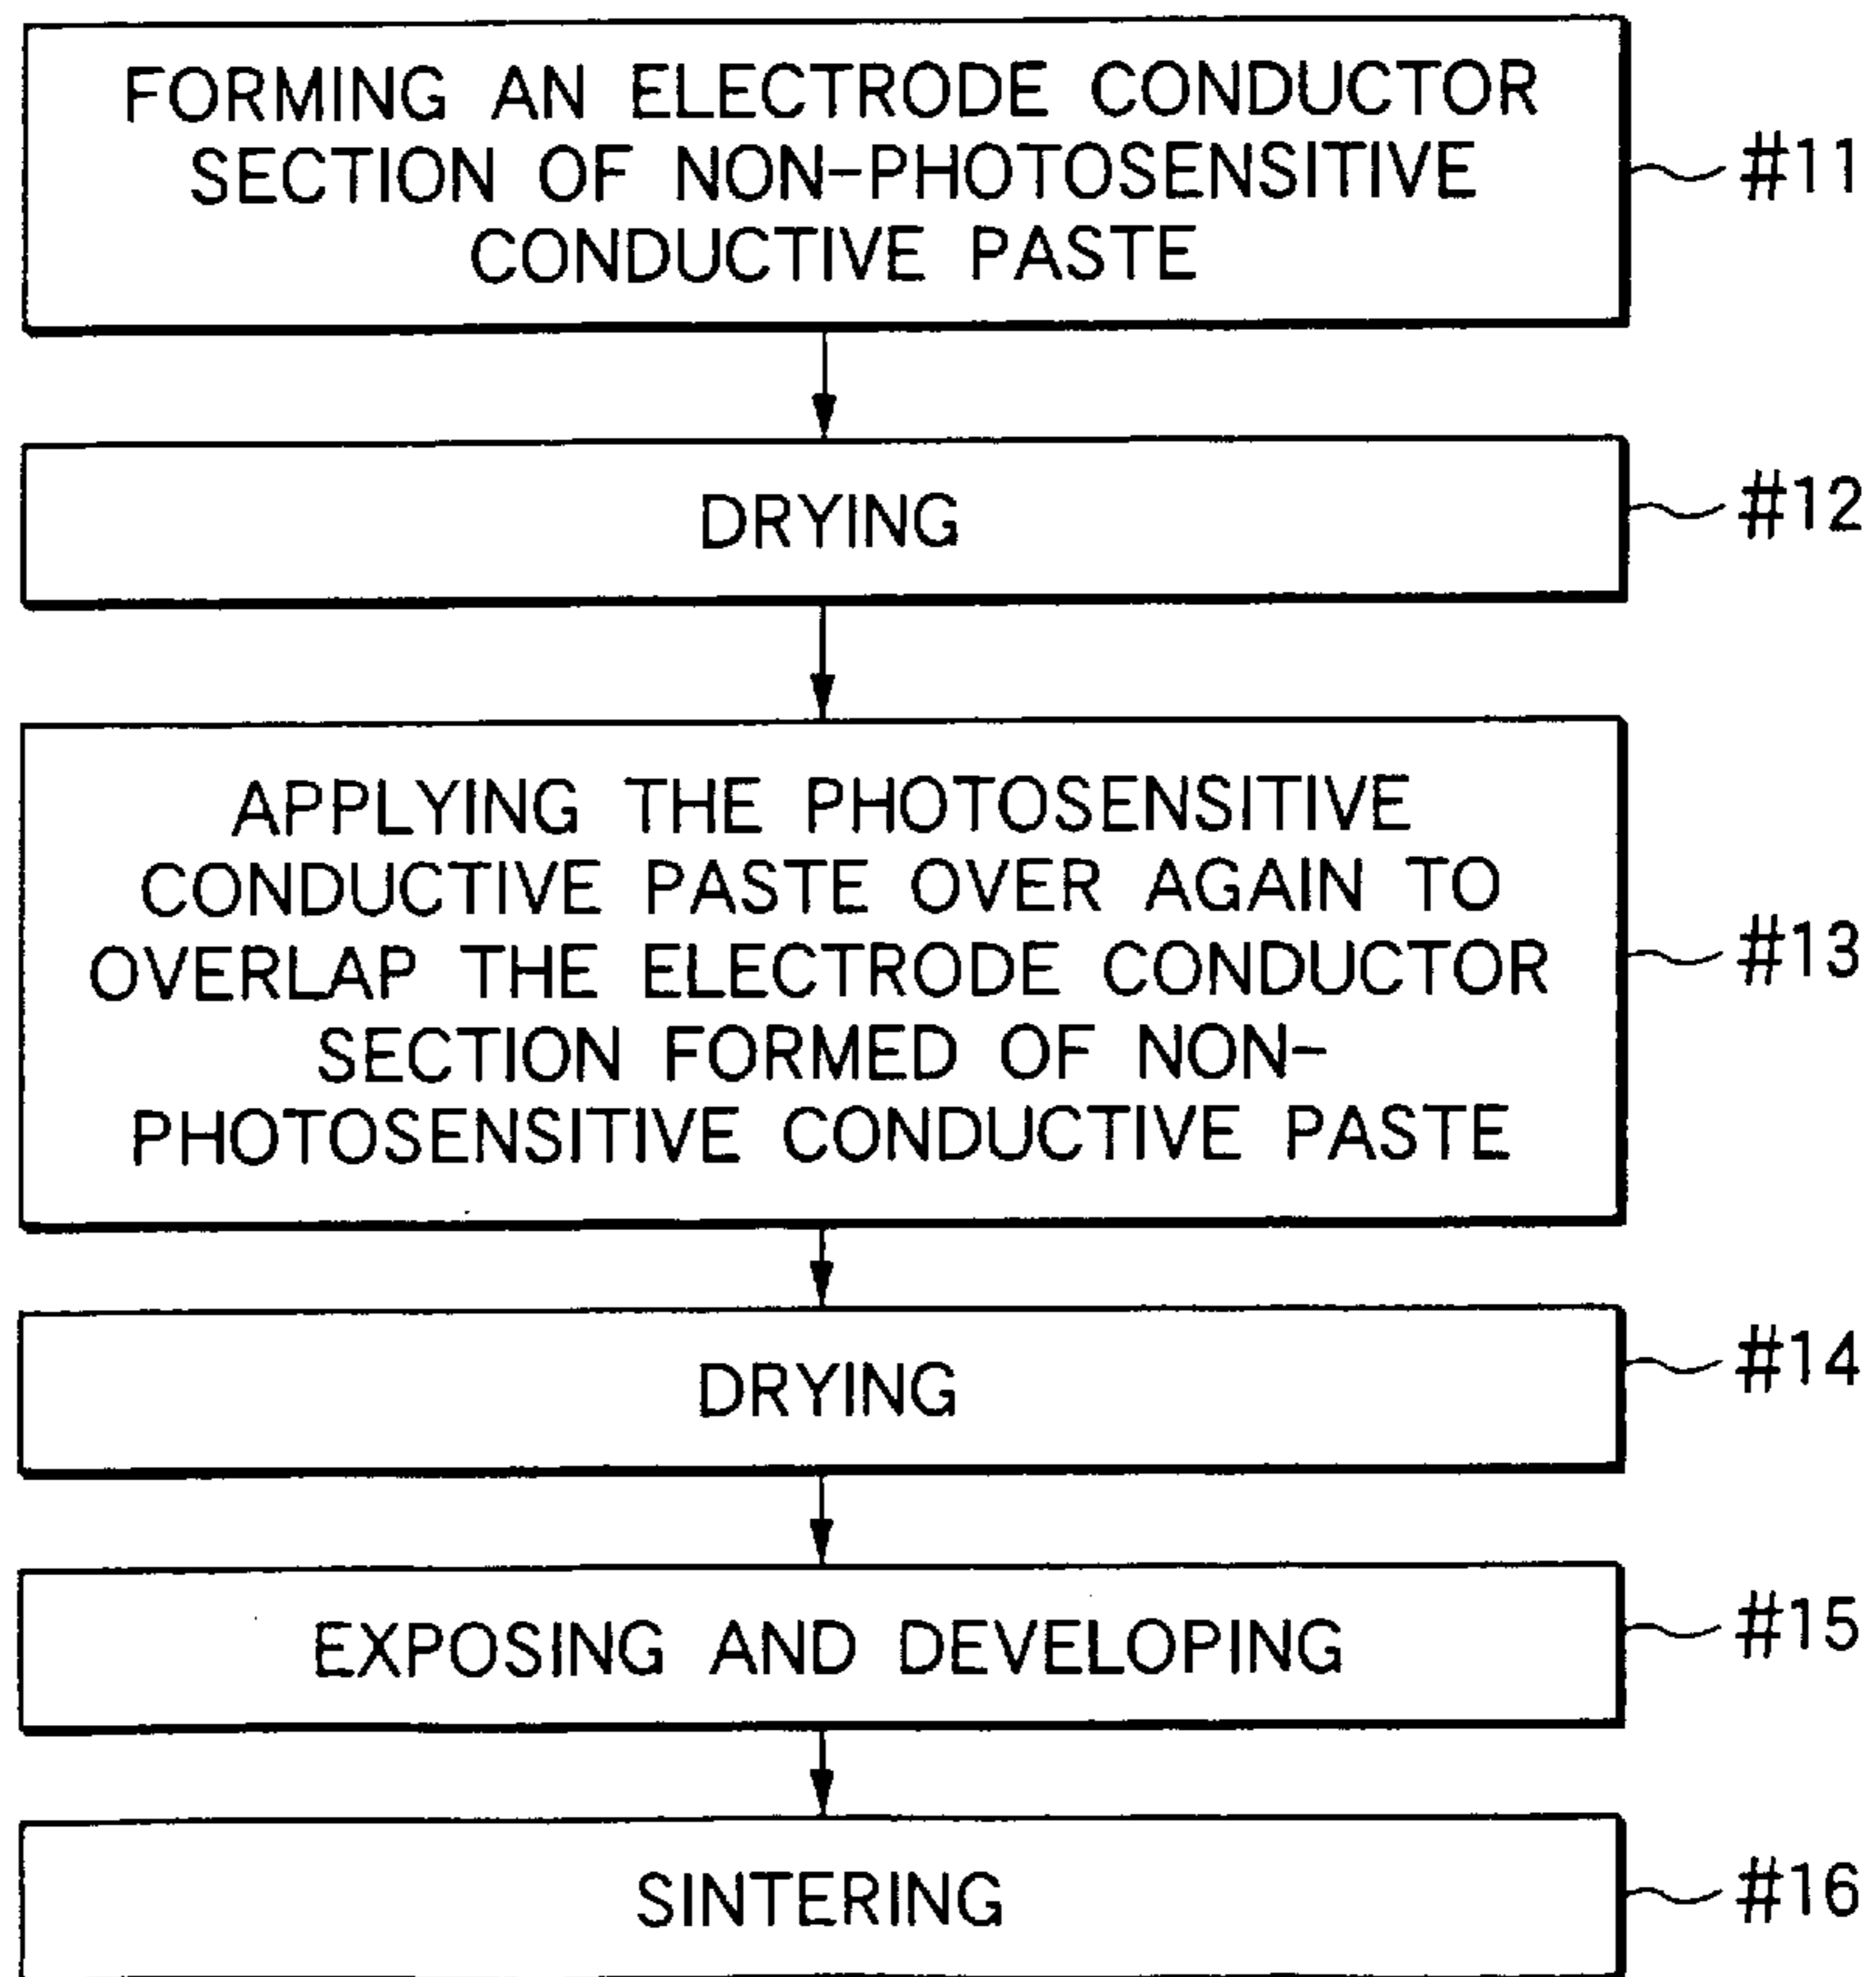 FORMING AN ELECTRODE CONDUCTOR
SECTION OF NON-PHOTOSENSITIVE
CONDUCTIVE PASTE
#11
DRYING
#12
APPLYING THE PHOTOSENSITIVE
CONDUCTIVE PASTE OVER AGAIN TO
OVERLAP THE ELECTRODE CONDUCTOR
SECTION FORMED OF NON-
PHOTOSENSITIVE CONDUCTIVE PASTE
#13
DRYING
#14
EXPOSING AND DEVELOPING
#15
SINTERING
#16